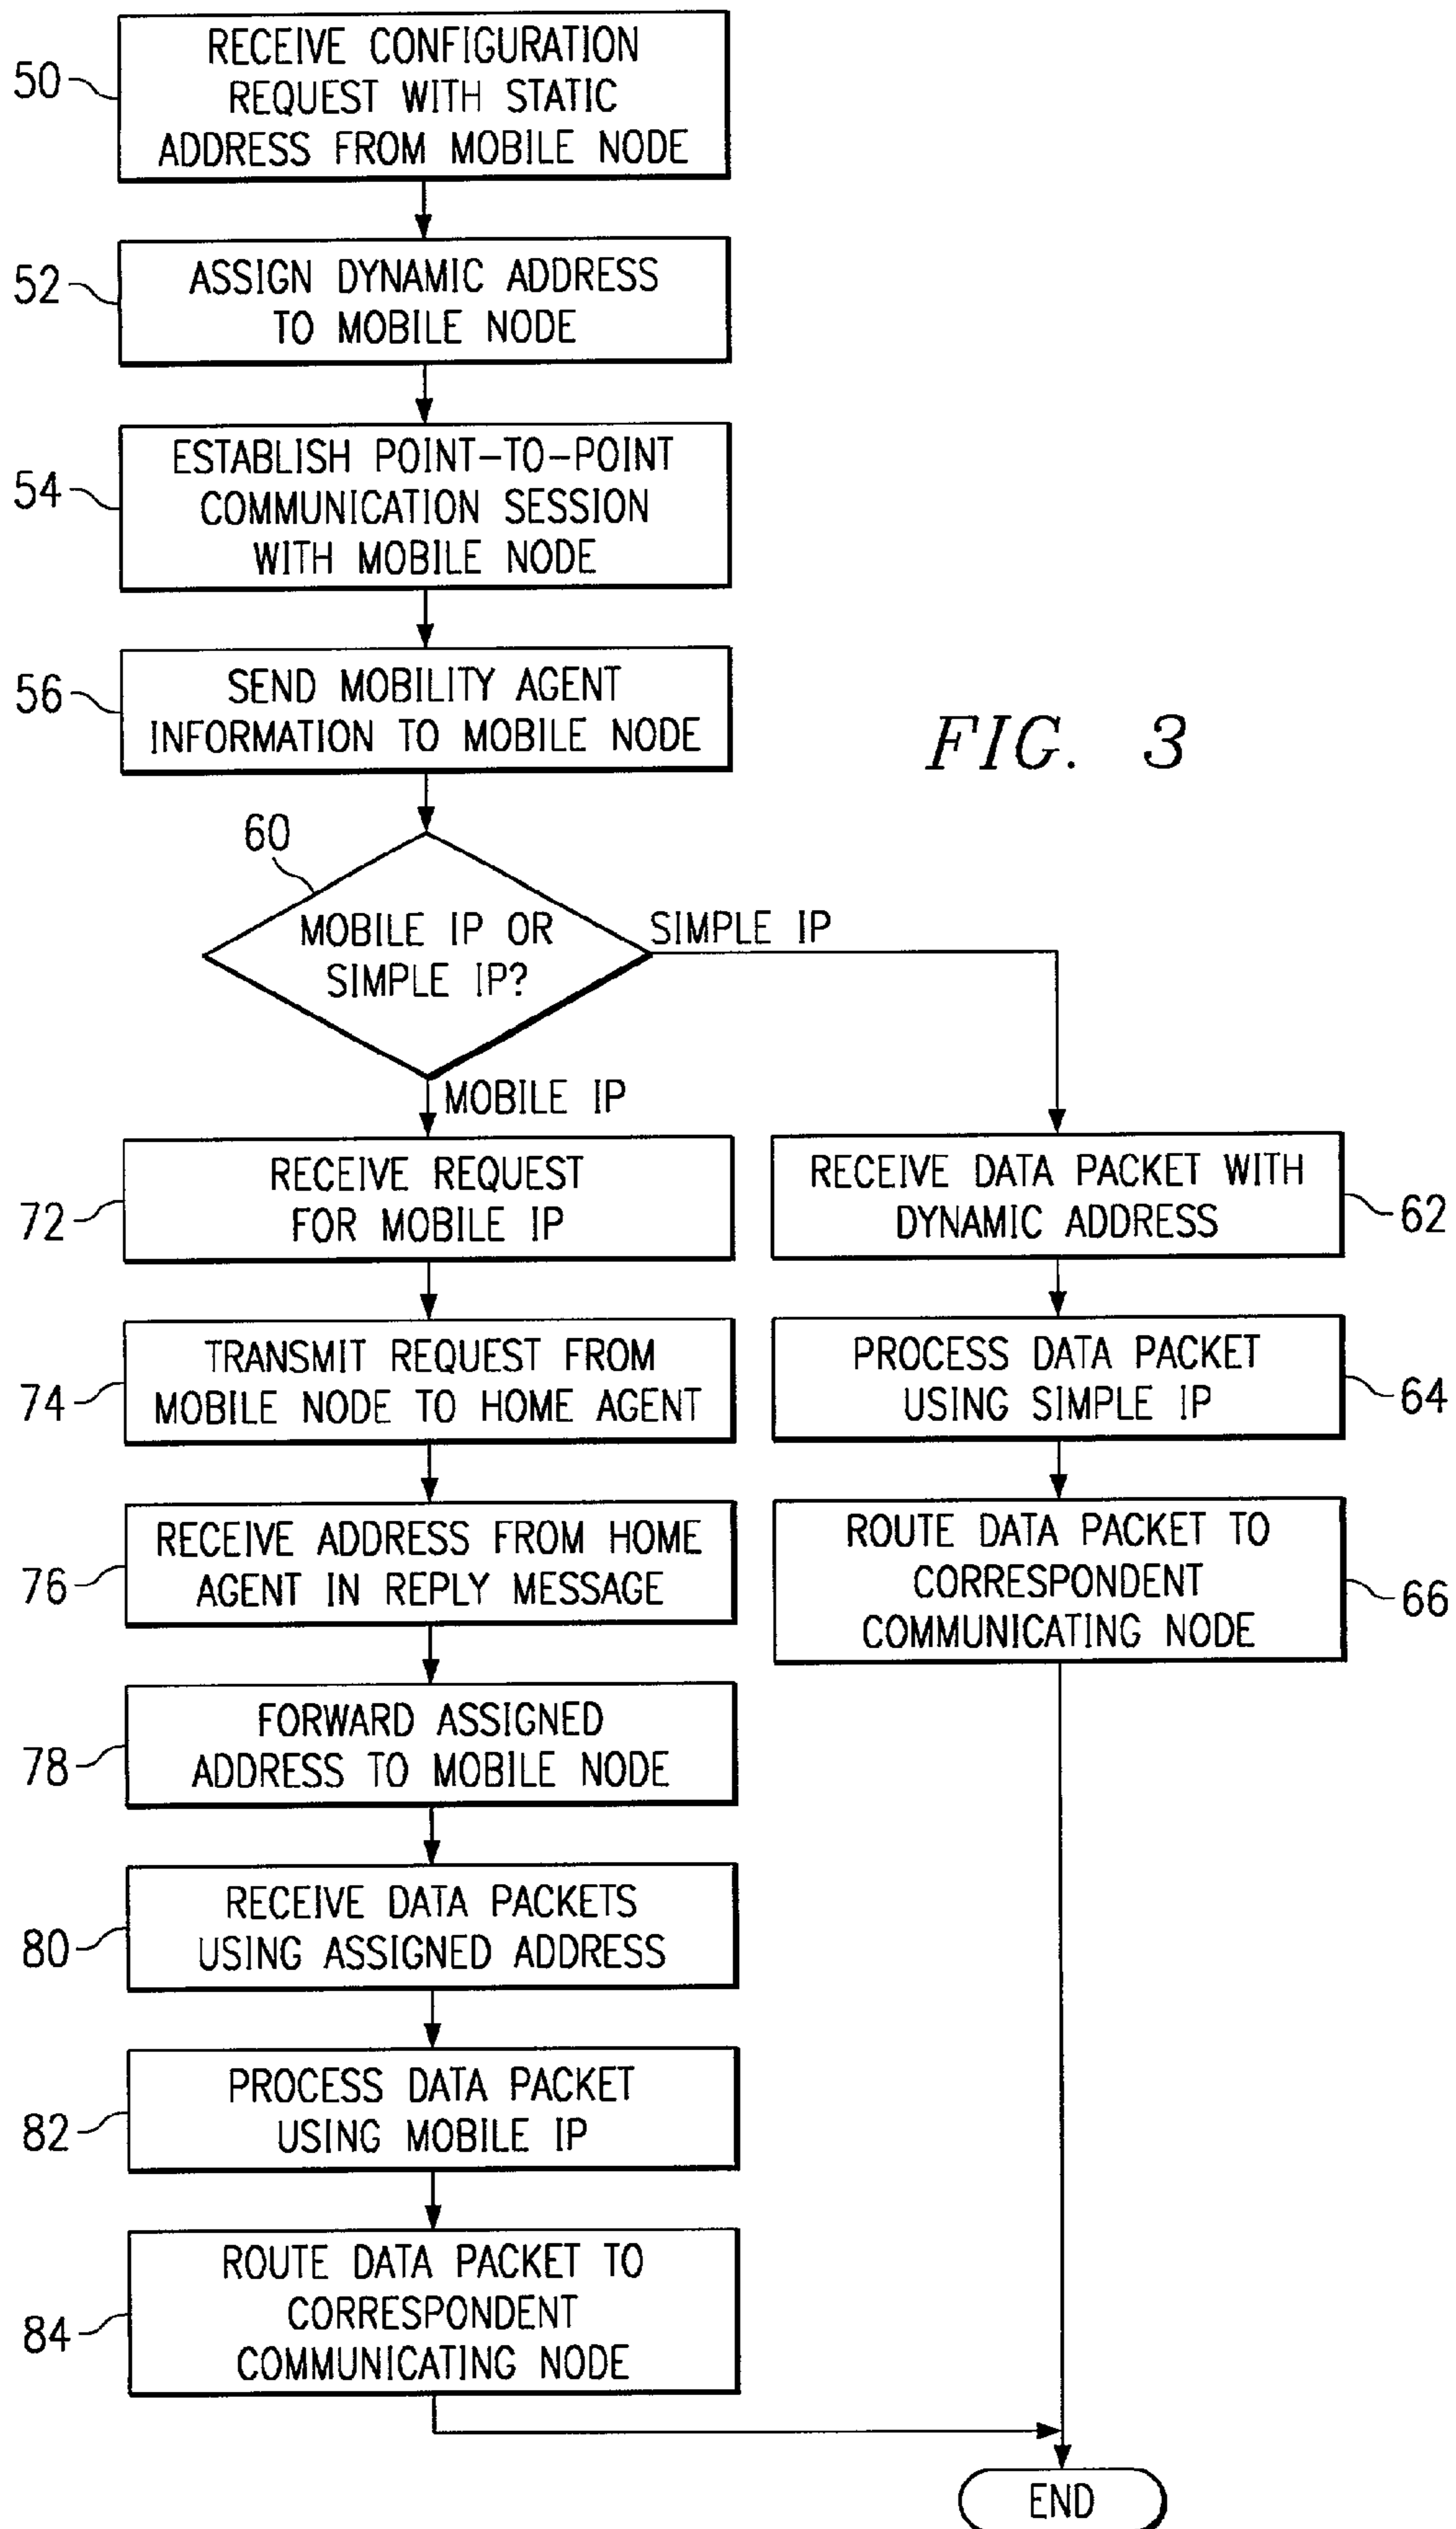 50
RECEIVE CONFIGURATION
REQUEST WITH STATIC
ADDRESS FROM MOBILE NODE
52
ASSIGN DYNAMIC ADDRESS
TO MOBILE NODE
54
ESTABLISH POINT-TO-POINT
COMMUNICATION SESSION
WITH MOBILE NODE
56
SEND MOBILITY AGENT
INFORMATION TO MOBILE NODE
FIG. 3
60
MOBILE IP OR
SIMPLE IP?
SIMPLE IP
MOBILE IP
72
RECEIVE REQUEST
FOR MOBILE IP
74
TRANSMIT REQUEST FROM
MOBILE NODE TO HOME AGENT
76
RECEIVE ADDRESS FROM HOME
AGENT IN REPLY MESSAGE
78
FORWARD ASSIGNED
ADDRESS TO MOBILE NODE
80
RECEIVE DATA PACKETS
USING ASSIGNED ADDRESS
82
PROCESS DATA PACKET
USING MOBILE IP
84
ROUTE DATA PACKET TO
CORRESPONDENT
COMMUNICATING NODE
RECEIVE DATA PACKET WITH
DYNAMIC ADDRESS
62
PROCESS DATA PACKET
USING SIMPLE IP
64
ROUTE DATA PACKET TO
CORRESPONDENT
COMMUNICATING NODE
66
END